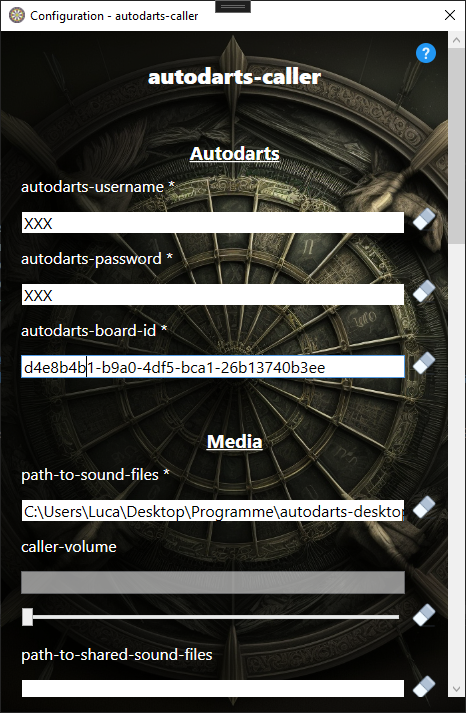 Configuration - autodarts-caller
?
autodarts-caller
Autodarts
autodarts-username *
XXX
autodarts-password *
XXX
autodarts-board-id *
d4e8b4b1-b9a0-4df5-bca1-26b13740b3ee
Media
path-to-sound-files *
C:\Users\Luca\Desktop\Programme\autodarts-desktop
caller-volume
path-to-shared-sound-files